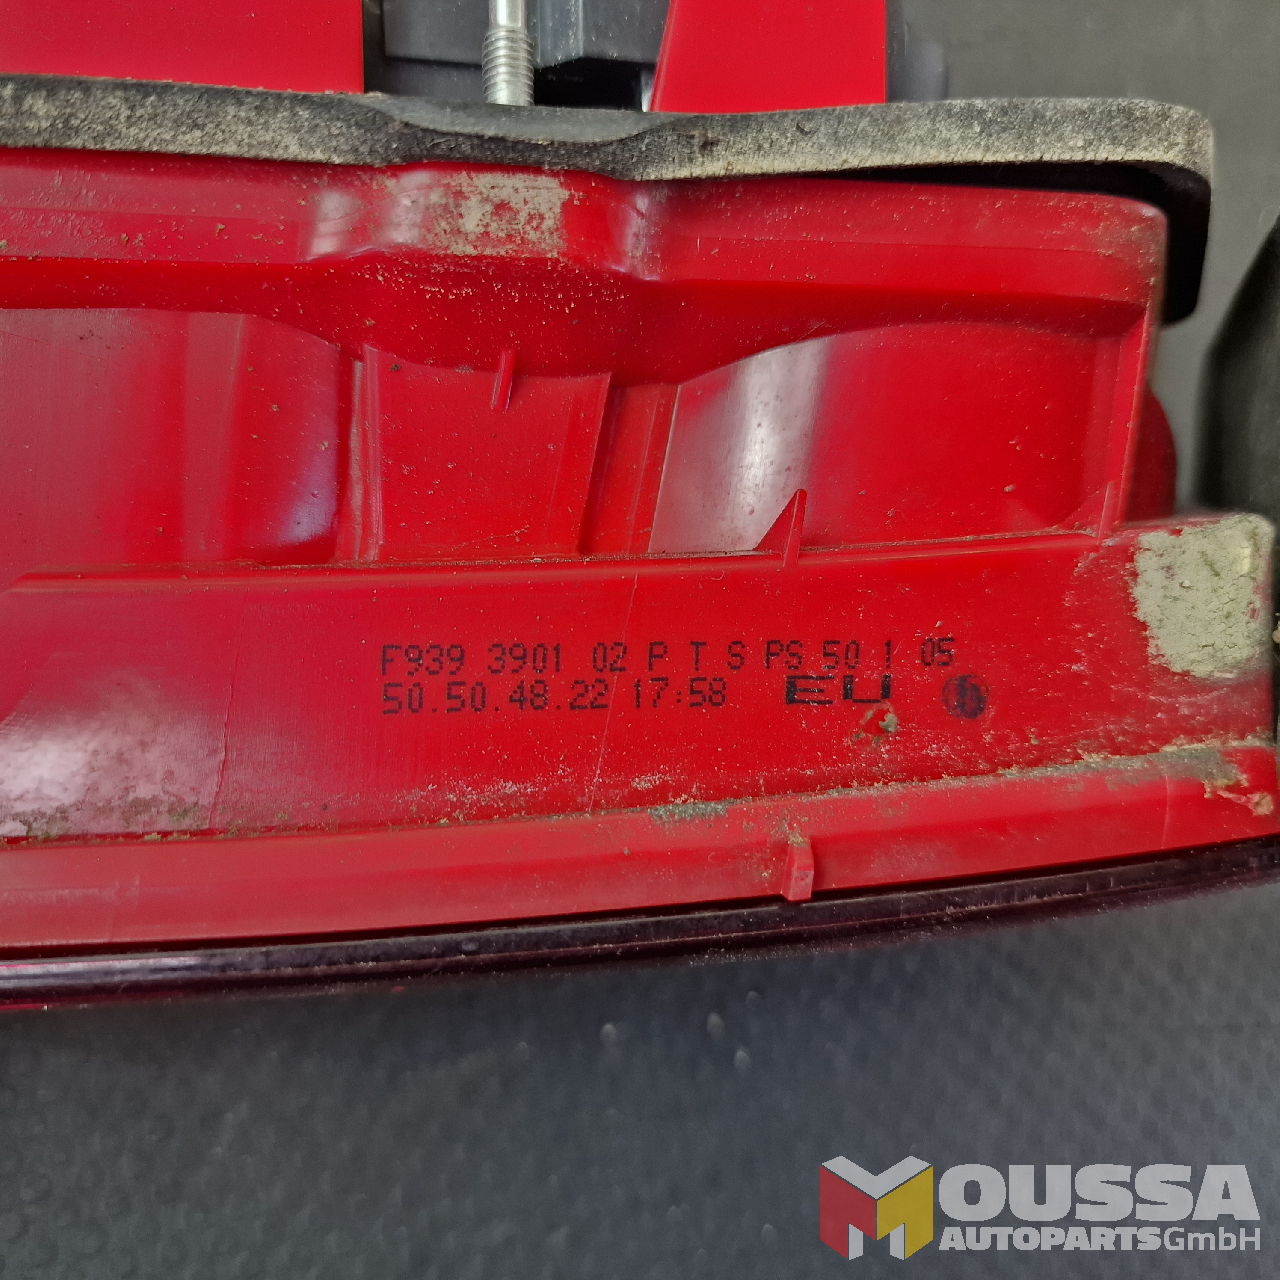 F939 3901 02 P T S PS 50 1 05
50.50.48.22 17:58 EU
MOUSSA
AUTOPARTSGmbH